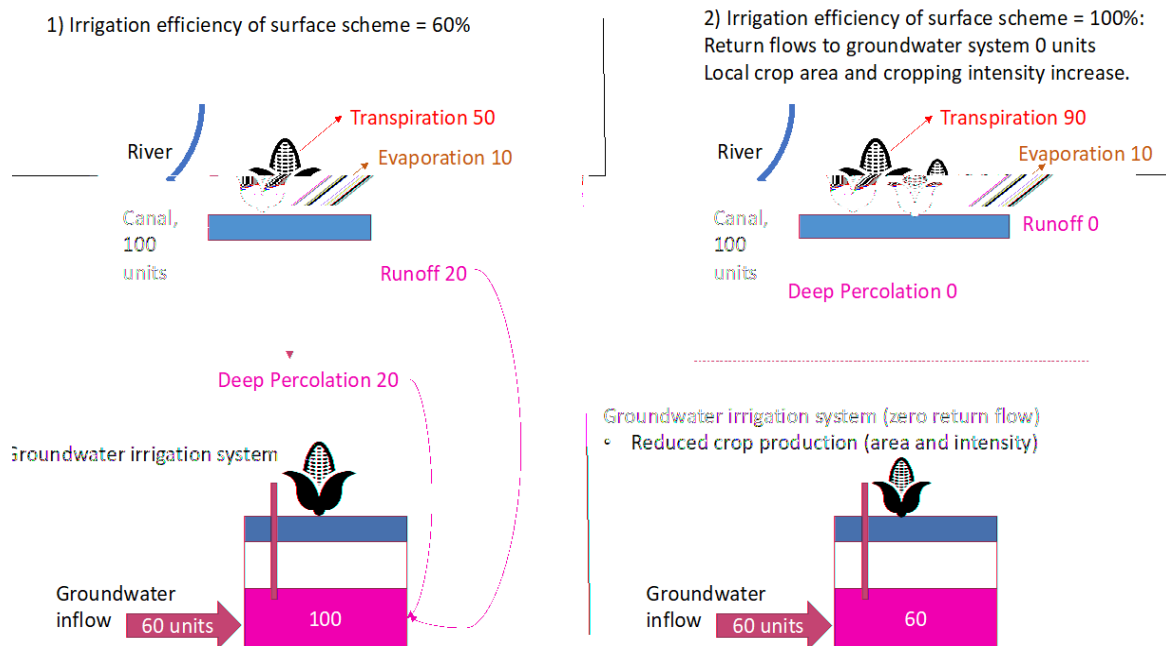 1) Irrigation efficiency of surface scheme = 60%
Transpiration 50
River
Evaporation 10
Canal,
100
units
Runoff 20
Deep Percolation 20
Groundwater irrigation system
Groundwater
inflow
60 units
100
2) Irrigation efficiency of surface scheme = 100%:
Return flows to groundwater system 0 units
Local crop area and cropping intensity increase.
Transpiration 90
River
Evaporation 10
Canal,
100
units
Runoff 0
Deep Percolation 0
Groundwater irrigation system (zero return flow)
• Reduced crop production (area and intensity)
Groundwater
inflow
60 units
60